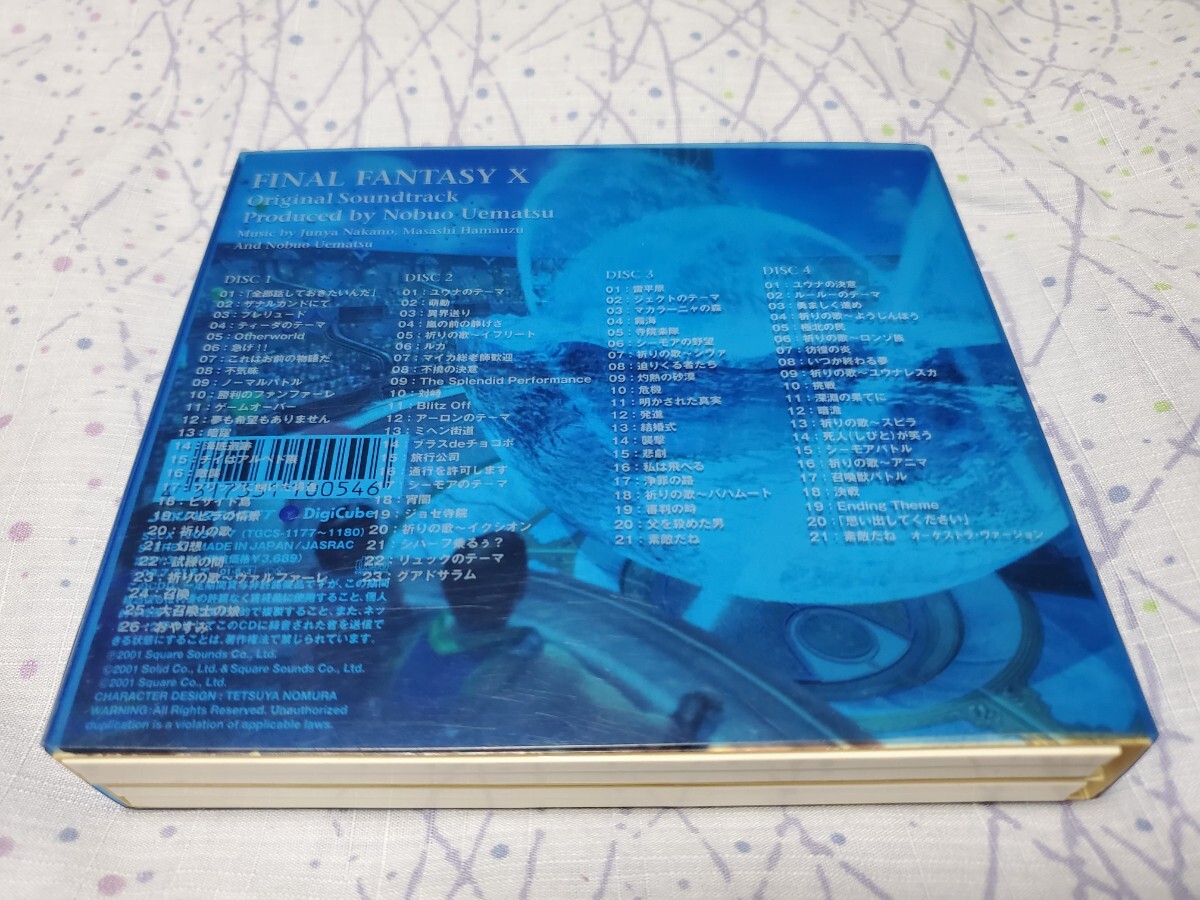 FINAL FANTASY X
Original Soundtrack
Produced by Nobuo Uematsu
Music by Junya Nakano, Masashi Hamauzu
And Nobuo Uematsu
DISC 1
01：「全部話しておきたいんだ」
02：ザナルカンドにて
03：プレリュード
04：ティーダのテーマ
05：Otherworld
06：急げ!!
07：これはお前の物語だ
08：不気味
09：ノーマルバトル
10：勝利のファンファーレ
11：ゲームオーバー
12：夢も希望もありません
13：暗躍
14：海底遺跡
15：チイはアルベド族
16：敵襲
17：
18：ビサイド島
19：スピラの情景
20：祈りの歌
21：幻想
22：試練の間
23：祈りの歌～ヴァルファーレ
24：召喚
25：大召喚士の娘
26：おやすみ
DISC 2
01：ユウナのテーマ
02：萌動
03：異界送り
04：嵐の前の静けさ
05：祈りの歌～イフリート
06：ルカ
07：マイカ総老師歓迎
08：不撓の決意
09：The Splendid Performance
10：対峙
11：Blitz Off
12：アーロンのテーマ
13：ミヘン街道
14：ブラスdeチョコボ
15：旅行公司
16：通行を許可します
シーモアのテーマ
18：宵闇
19：ジョゼ寺院
20：祈りの歌～イクシオン
21：シパーフ乗るぅ？
22：リュックのテーマ
23：グアドサラム
DISC 3
01：雷平原
02：ジェクトのテーマ
03：マカラーニャの森
04：霧海
05：寺院楽隊
06：シーモアの野望
07：祈りの歌～シヴァ
08：迫りくる者たち
09：灼熱の砂漠
10：危機
11：明かされた真実
12：発進
13：結婚式
14：襲撃
15：悲劇
16：私は飛べる
17：浄罪の路
18：祈りの歌～バハムート
19：審判の時
20：父を殺めた男
21：素敵だね
DISC 4
01：ユウナの決意
02：ルールーのテーマ
03：勇ましく進め
04：祈りの歌～ようじんぼう
05：極北の民
06：祈りの歌～ロンゾ族
07：彷徨の炎
08：いつか終わる夢
09：祈りの歌～ユウナレスカ
10：挑戦
11：深淵の果てに
12：暗澹
13：祈りの歌～スピラ
14：死人（しびと）が笑う
15：シーモアバトル
16：祈りの歌～アニマ
17：召喚獣バトル
18：決戦
19：Ending Theme
20：「思い出してください」
21：素敵だね オーケストラ・ヴァージョン
DigiCube
(TGCS-1177～1180)
MADE IN JAPAN/JASRAC
¥3,689)
きる状態にすることは、著作権法で禁じられています。
℗2001 Square Sounds Co., Ltd.
©2001 Solid Co., Ltd. & Square Sounds Co., Ltd.
©2001 Square Co., Ltd.
CHARACTER DESIGN : TETSUYA NOMURA
WARNING: All Rights Reserved. Unauthorized
duplication is a violation of applicable laws.